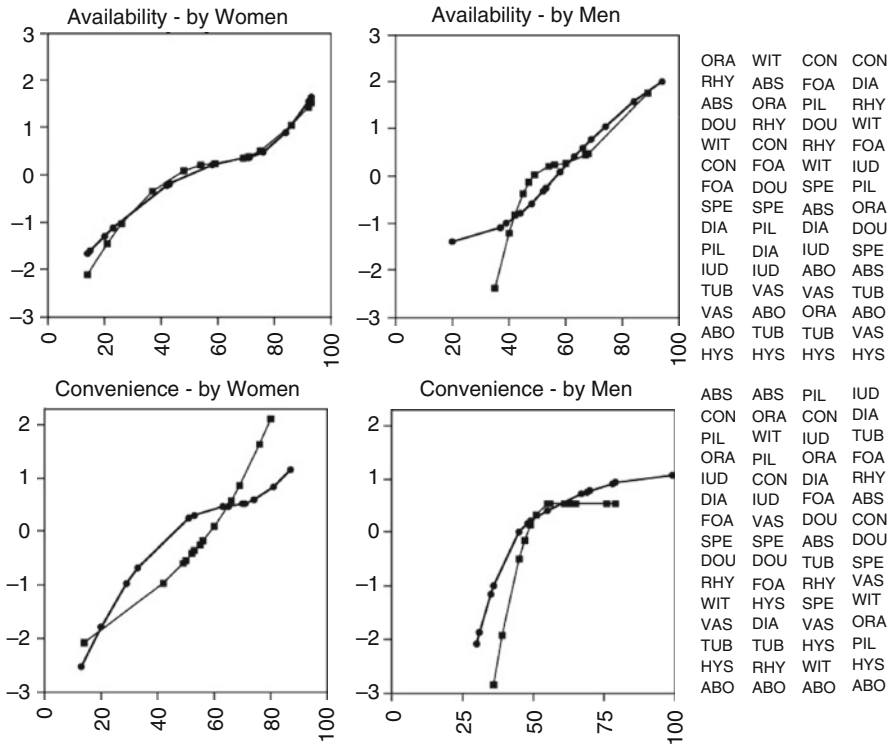 Availability - by Women
Availability - by Men
3
2
1
0
−1
−2
−3
0
20
40
60
80
100
3
2
1
0
−1
−2
−3
0
20
40
60
80
100
ORA WIT CON CON
RHY ABS FOA DIA
ABS ORA PIL RHY
DOU RHY DOU WIT
WIT CON RHY FOA
CON FOA WIT IUD
FOA DOU SPE PIL
SPE SPE ABS ORA
DIA PIL DIA DOU
PIL DIA IUD SPE
IUD IUD ABO ABS
TUB VAS VAS TUB
VAS ABO ORA ABO
ABO TUB TUB VAS
HYS HYS HYS HYS
Convenience - by Women
Convenience - by Men
2
1
0
−1
−2
−3
0
20
40
60
80
100
2
1
0
−1
−2
−3
0
25
50
75
100
ABS ABS PIL IUD
CON ORA CON DIA
PIL WIT IUD TUB
ORA PIL ORA FOA
IUD CON DIA RHY
DIA IUD FOA ABS
FOA VAS DOU CON
SPE SPE ABS DOU
DOU DOU TUB SPE
RHY FOA RHY VAS
WIT HYS SPE WIT
VAS DIA VAS ORA
TUB TUB HYS PIL
HYS RHY WIT HYS
ABO ABO ABO ABO